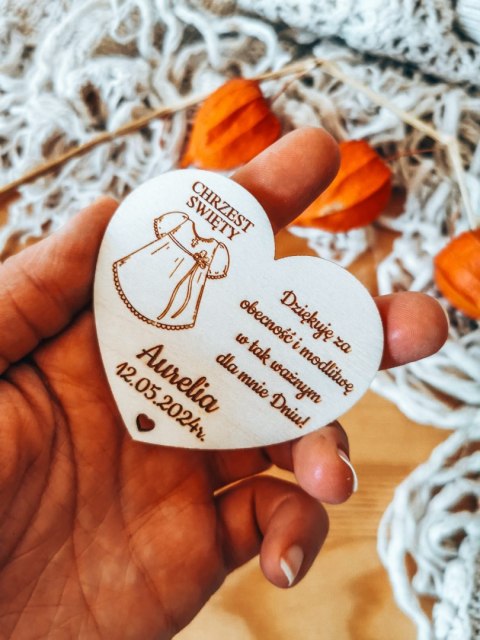 CHRZEST
ŚWIĘTY
Dziękuję za
obecność i modlitwę
w tak ważnym
dla mnie Dniu!
Aurelia
12.05.2024r.